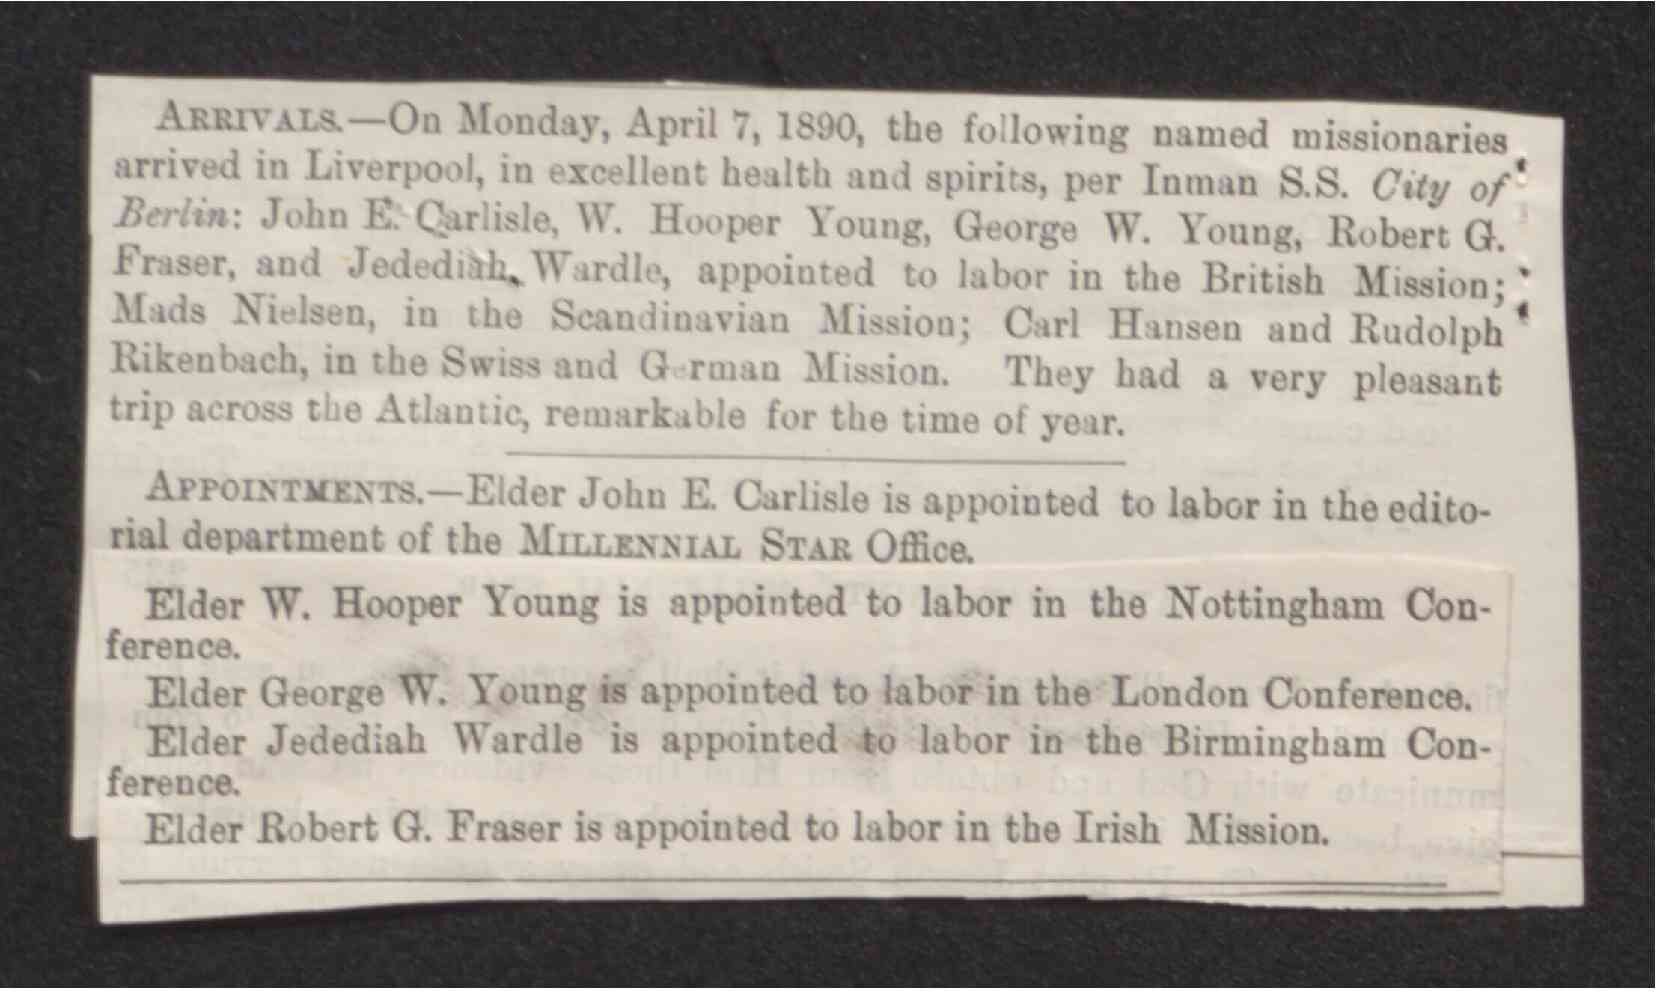 ARRIVALS.—On Monday, April 7, 1890, the following named missionaries
arrived in Liverpool, in excellent health and spirits, per Inman S.S. City of
Berlin: John E. Carlisle, W. Hooper Young, George W. Young, Robert G.
Fraser, and Jedediah Wardle, appointed to labor in the British Mission;
Mads Nielsen, in the Scandinavian Mission; Carl Hansen and Rudolph
Rikenbach, in the Swiss and German Mission. They had a very pleasant
trip across the Atlantic, remarkable for the time of year.
APPOINTMENTS.—Elder John E. Carlisle is appointed to labor in the edito-
rial department of the MILLENNIAL STAR Office.
Elder W. Hooper Young is appointed to labor in the Nottingham Con-
ference.
Elder George W. Young is appointed to labor in the London Conference.
Elder Jedediah Wardle is appointed to labor in the Birmingham Con-
ference.
Elder Robert G. Fraser is appointed to labor in the Irish Mission.